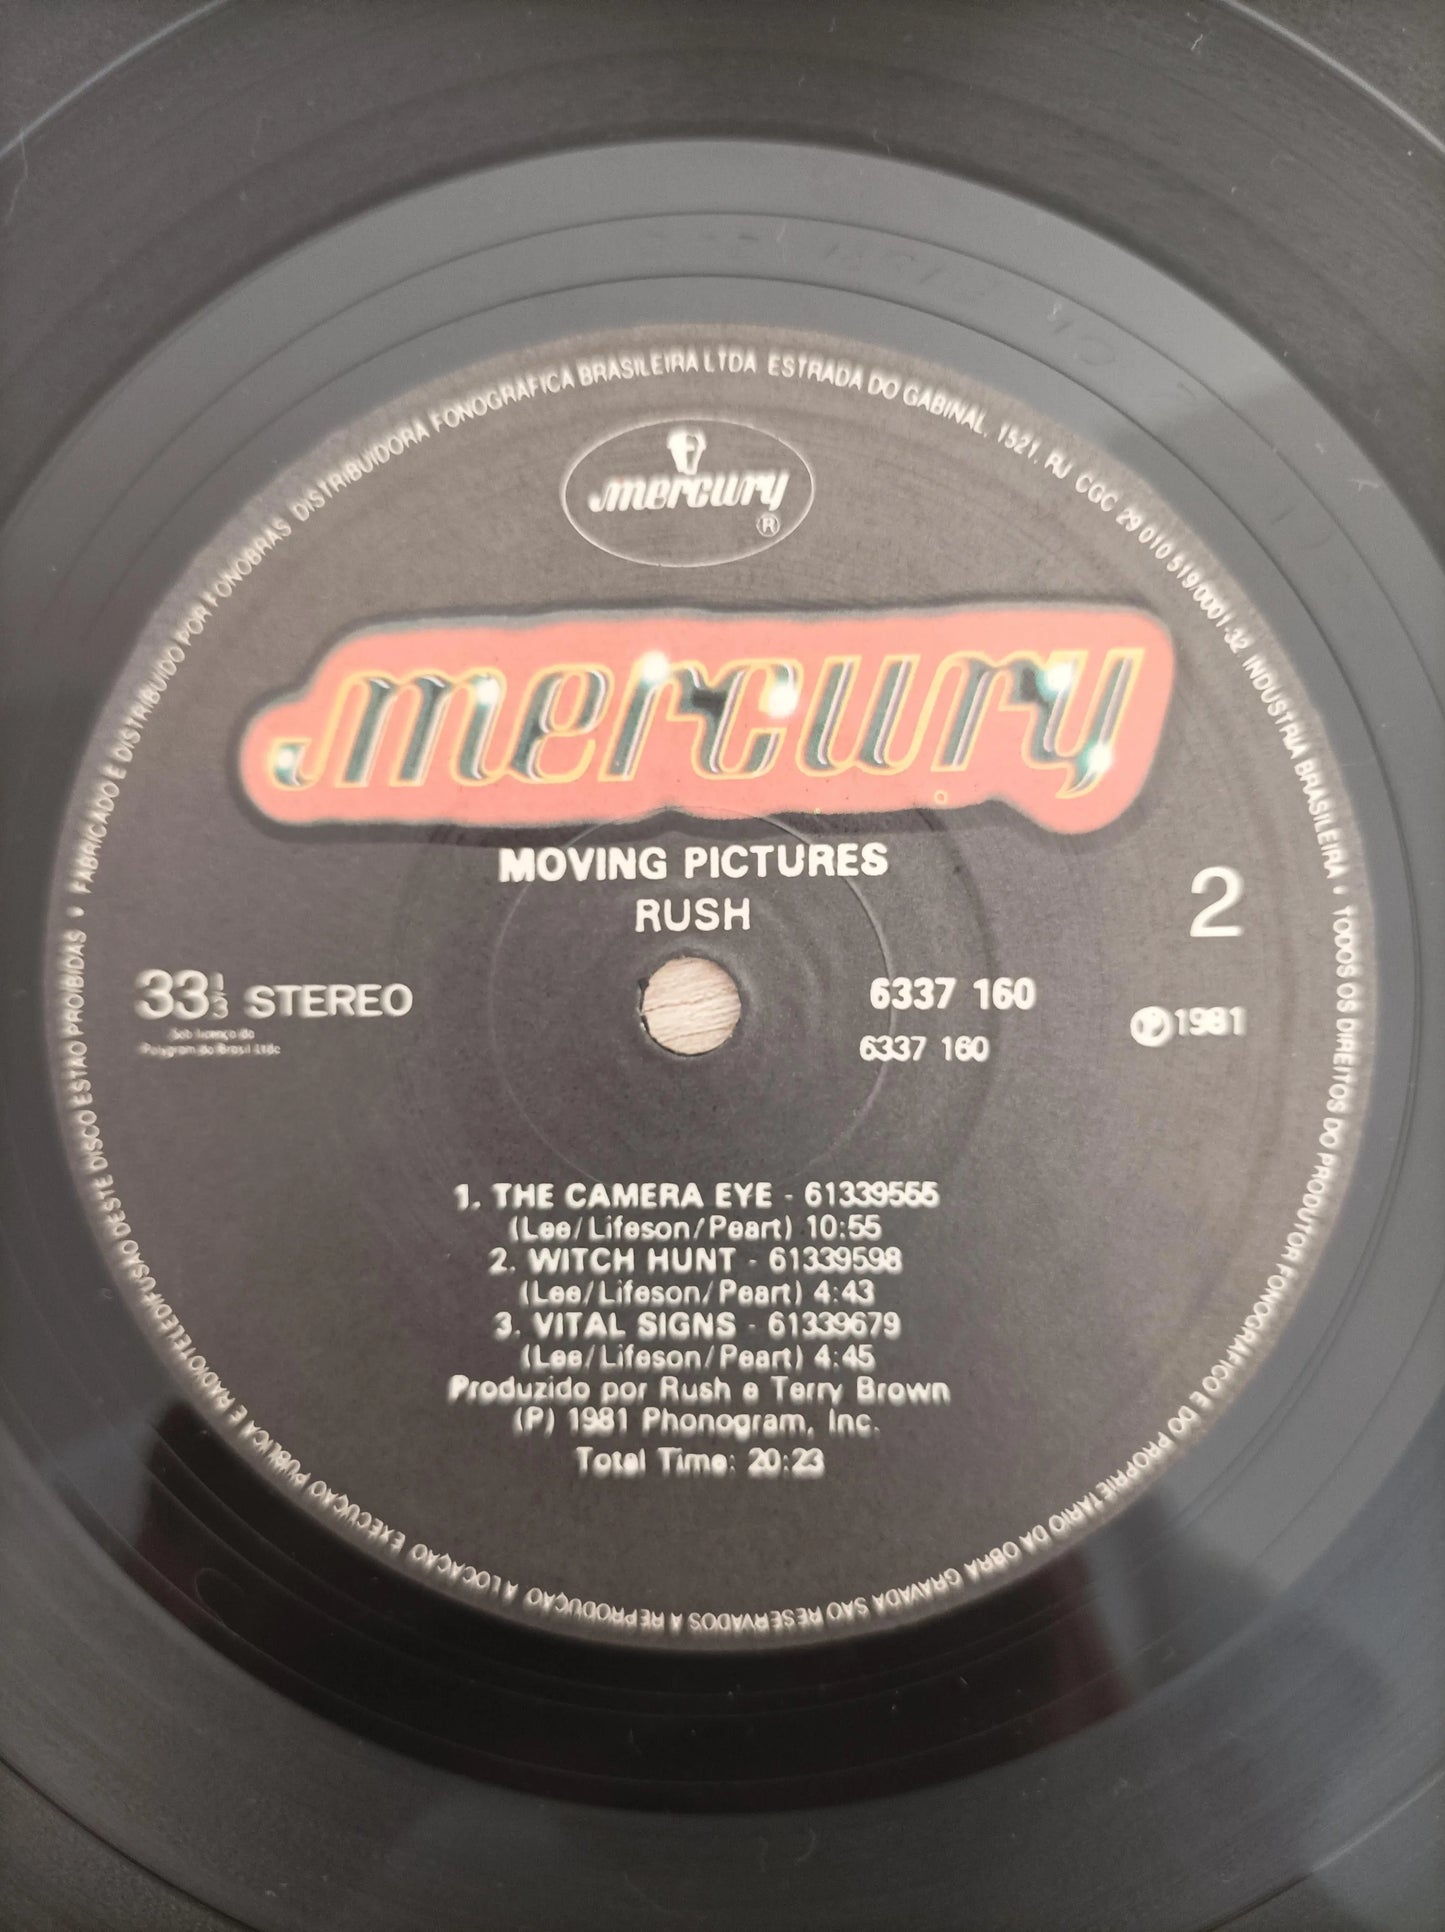 FABRICADO E DISTRIBUIDO POR FONOBRAS DISTRIBUIDORA FONOGRAFICA BRASILEIRA LTDA ESTRADA DO GABINAL, 1521, RJ CGC 29 010 519/0001-32 INDUSTRIA BRASILEIRA • TODOS OS DIREITOS DO PRODUTOR FONOGRAFICO E DO PROPRIETARIO DA OBRA GRAVADA SAO RESERVADOS A REPRODUÇAO A LOCAÇAO EXECUÇAO PUBLICA E RADIOTELEDIFUSAO DESTE DISCO ESTAO PROIBIDAS •
mercury
®
mercury
MOVING PICTURES
RUSH
2
33 1/3 STEREO
Sob licença da
Polygram do Brasil Ltda
6337 160
6337 160
℗ 1981
1. THE CAMERA EYE - 61339555
(Lee/Lifeson/Peart) 10:55
2. WITCH HUNT - 61339598
(Lee/Lifeson/Peart) 4:43
3. VITAL SIGNS - 61339679
(Lee/Lifeson/Peart) 4:45
Produzido por Rush e Terry Brown
(P) 1981 Phonogram, Inc.
Total Time: 20:23